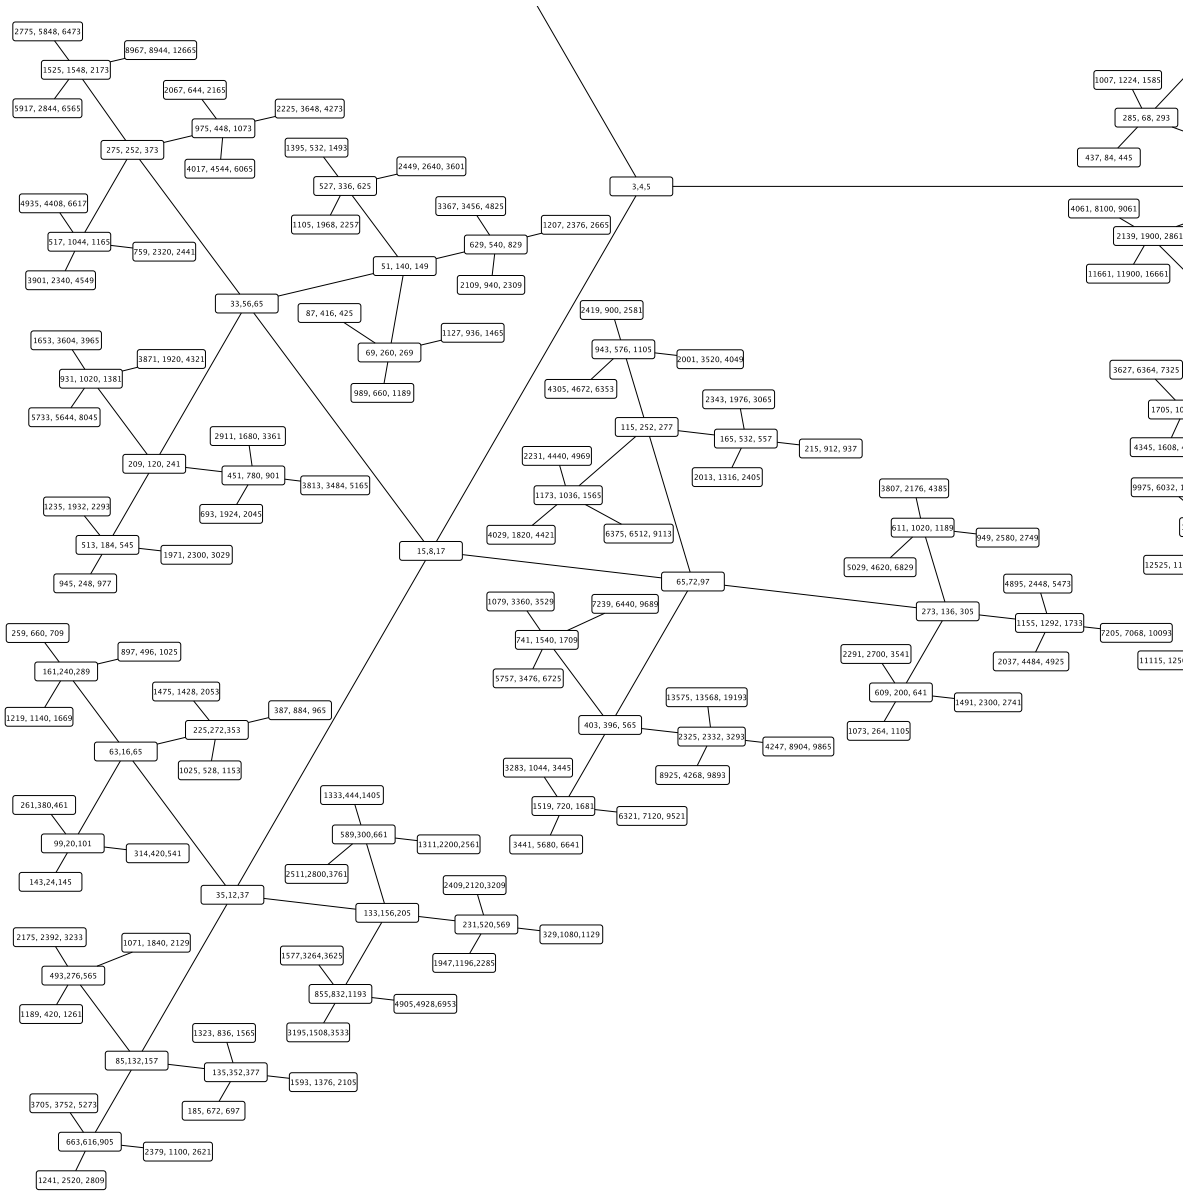 2775, 5848, 6473
8967, 8944, 12665
1525, 1548, 2173
5917, 2844, 6565
2067, 644, 2165
2225, 3648, 4273
975, 448, 1073
4017, 4544, 6065
275, 252, 373
4935, 4408, 6617
517, 1044, 1165
759, 2320, 2441
3901, 2340, 4549
1395, 532, 1493
2449, 2640, 3601
527, 336, 625
1105, 1968, 2257
3367, 3456, 4825
1207, 2376, 2665
629, 540, 829
2109, 940, 2309
51, 140, 149
33,56,65
87, 416, 425
1127, 936, 1465
69, 260, 269
989, 660, 1189
3,4,5
1007, 1224, 1585
285, 68, 293
437, 84, 445
4061, 8100, 9061
2139, 1900, 2861
11661, 11900, 16661
1653, 3604, 3965
3871, 1920, 4321
931, 1020, 1381
5733, 5644, 8045
2911, 1680, 3361
209, 120, 241
451, 780, 901
3813, 3484, 5165
693, 1924, 2045
1235, 1932, 2293
513, 184, 545
1971, 2300, 3029
945, 248, 977
2419, 900, 2581
943, 576, 1105
2001, 3520, 4049
4305, 4672, 6353
115, 252, 277
2343, 1976, 3065
165, 532, 557
215, 912, 937
2013, 1316, 2405
2231, 4440, 4969
1173, 1036, 1565
4029, 1820, 4421
6375, 6512, 9113
15,8,17
65,72,97
3807, 2176, 4385
611, 1020, 1189
949, 2580, 2749
5029, 4620, 6829
273, 136, 305
4895, 2448, 5473
1155, 1292, 1733
7205, 7068, 10093
2037, 4484, 4925
2291, 2700, 3541
609, 200, 641
1491, 2300, 2741
1073, 264, 1105
3627, 6364, 7325
1705, 10
4345, 1608, 
9975, 6032, 1
12525, 11
11115, 125
1079, 3360, 3529
7239, 6440, 9689
741, 1540, 1709
5757, 3476, 6725
403, 396, 565
13575, 13568, 19193
2325, 2332, 3293
4247, 8904, 9865
8925, 4268, 9893
3283, 1044, 3445
1519, 720, 1681
6321, 7120, 9521
3441, 5680, 6641
259, 660, 709
897, 496, 1025
161,240,289
1219, 1140, 1669
1475, 1428, 2053
387, 884, 965
225,272,353
1025, 528, 1153
63,16,65
261,380,461
99,20,101
314,420,541
143,24,145
35,12,37
1333,444,1405
589,300,661
1311,2200,2561
2511,2800,3761
133,156,205
2409,2120,3209
231,520,569
329,1080,1129
1947,1196,2285
1577,3264,3625
855,832,1193
4905,4928,6953
3195,1508,3533
2175, 2392, 3233
1071, 1840, 2129
493,276,565
1189, 420, 1261
85,132,157
1323, 836, 1565
135,352,377
1593, 1376, 2105
185, 672, 697
3705, 3752, 5273
663,616,905
2379, 1100, 2621
1241, 2520, 2809